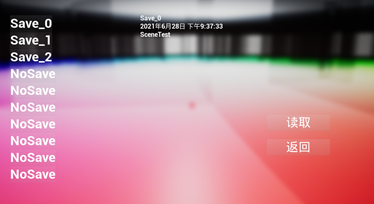 Save_0
Save_1
Save_2
NoSave
NoSave
NoSave
NoSave
NoSave
NoSave
NoSave
Save_0
2021年6月28日 下午9:37:33
SceneTest
读取
返回